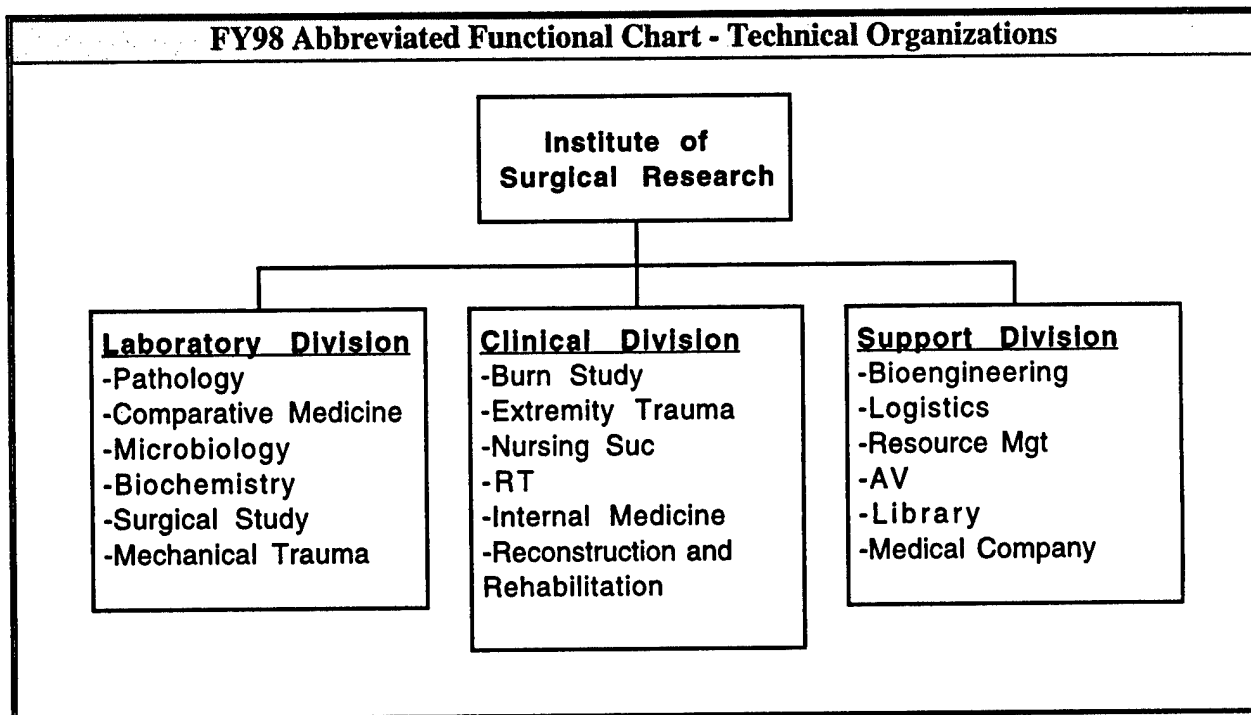 FY98 Abbreviated Functional Chart - Technical Organizations
Institute of
Surgical Research
Laboratory Division
-Pathology
-Comparative Medicine
-Microbiology
-Biochemistry
-Surgical Study
-Mechanical Trauma
Clinical Division
-Burn Study
-Extremity Trauma
-Nursing Suc
-RT
-Internal Medicine
-Reconstruction and
Rehabilitation
Support Division
-Bioengineering
-Logistics
-Resource Mgt
-AV
-Library
-Medical Company